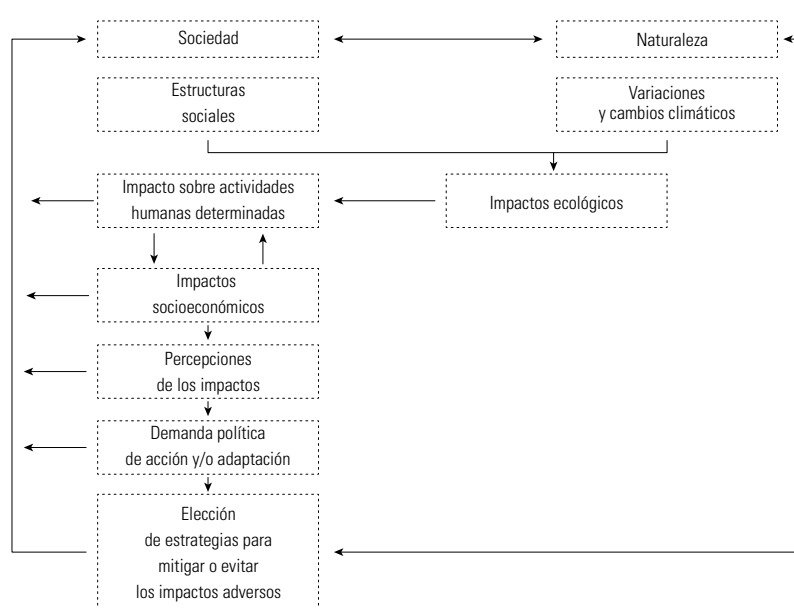 Sociedad
Naturaleza
Estructuras
sociales
Variaciones
y cambios climáticos
Impacto sobre actividades
humanas determinadas
Impactos ecológicos
Impactos
socioeconómicos
Percepciones
de los impactos
Demanda política
de acción y/o adaptación
Elección
de estrategias para
mitigar o evitar
los impactos adversos